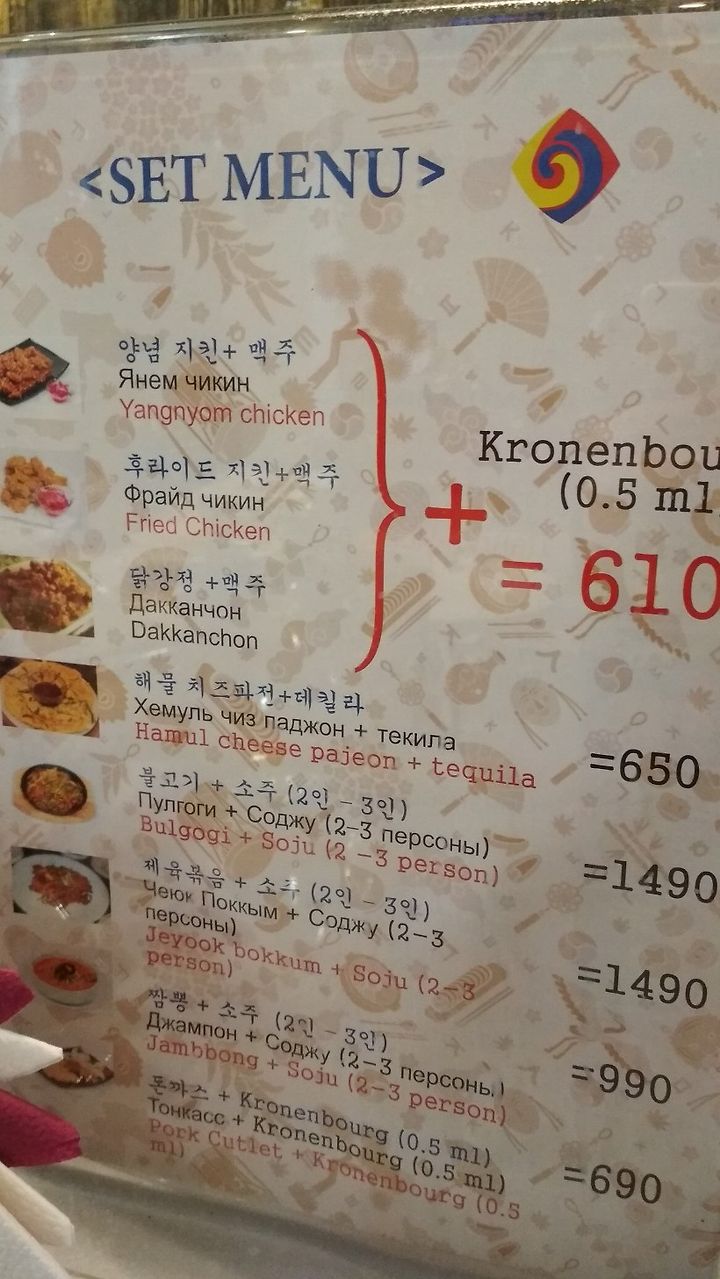 <SET MENU>
양념 지킨+ 맥주
Янем чикин
Yangnyom chicken
후라이드 지킨+맥주
Фрайд чикин
Fried Chicken
닭강정 +맥주
Дакканчон
Dakkanchon
Kronenbou
(0.5 ml
+
= 610
해물 치즈파전+데킬라
Хемуль чиз паджон + текила
Hamul cheese pajeon + tequila
=650
불고기 + 소주 (2인 - 3인)
Пулгоги + Соджу (2-3 персоны)
Bulgogi + Soju (2 -3 person)
=1490
제육볶음 + 소주 (2인 - 3인)
Чеюк Поккым + Соджу (2-3
персоны)
Jeyook bokkum + Soju (2-3
person)
=1490
짬뽕 + 소주 (2인 - 3인)
Джампон + Соджу (2-3 персоны)
Jambbong + Soju (2-3 person)
=990
돈까스 + Kronenbourg (0.5 ml)
Тонкасс + Kronenbourg (0.5 ml)
Pork Cutlet + Kronenbourg (0.5
ml)
=690